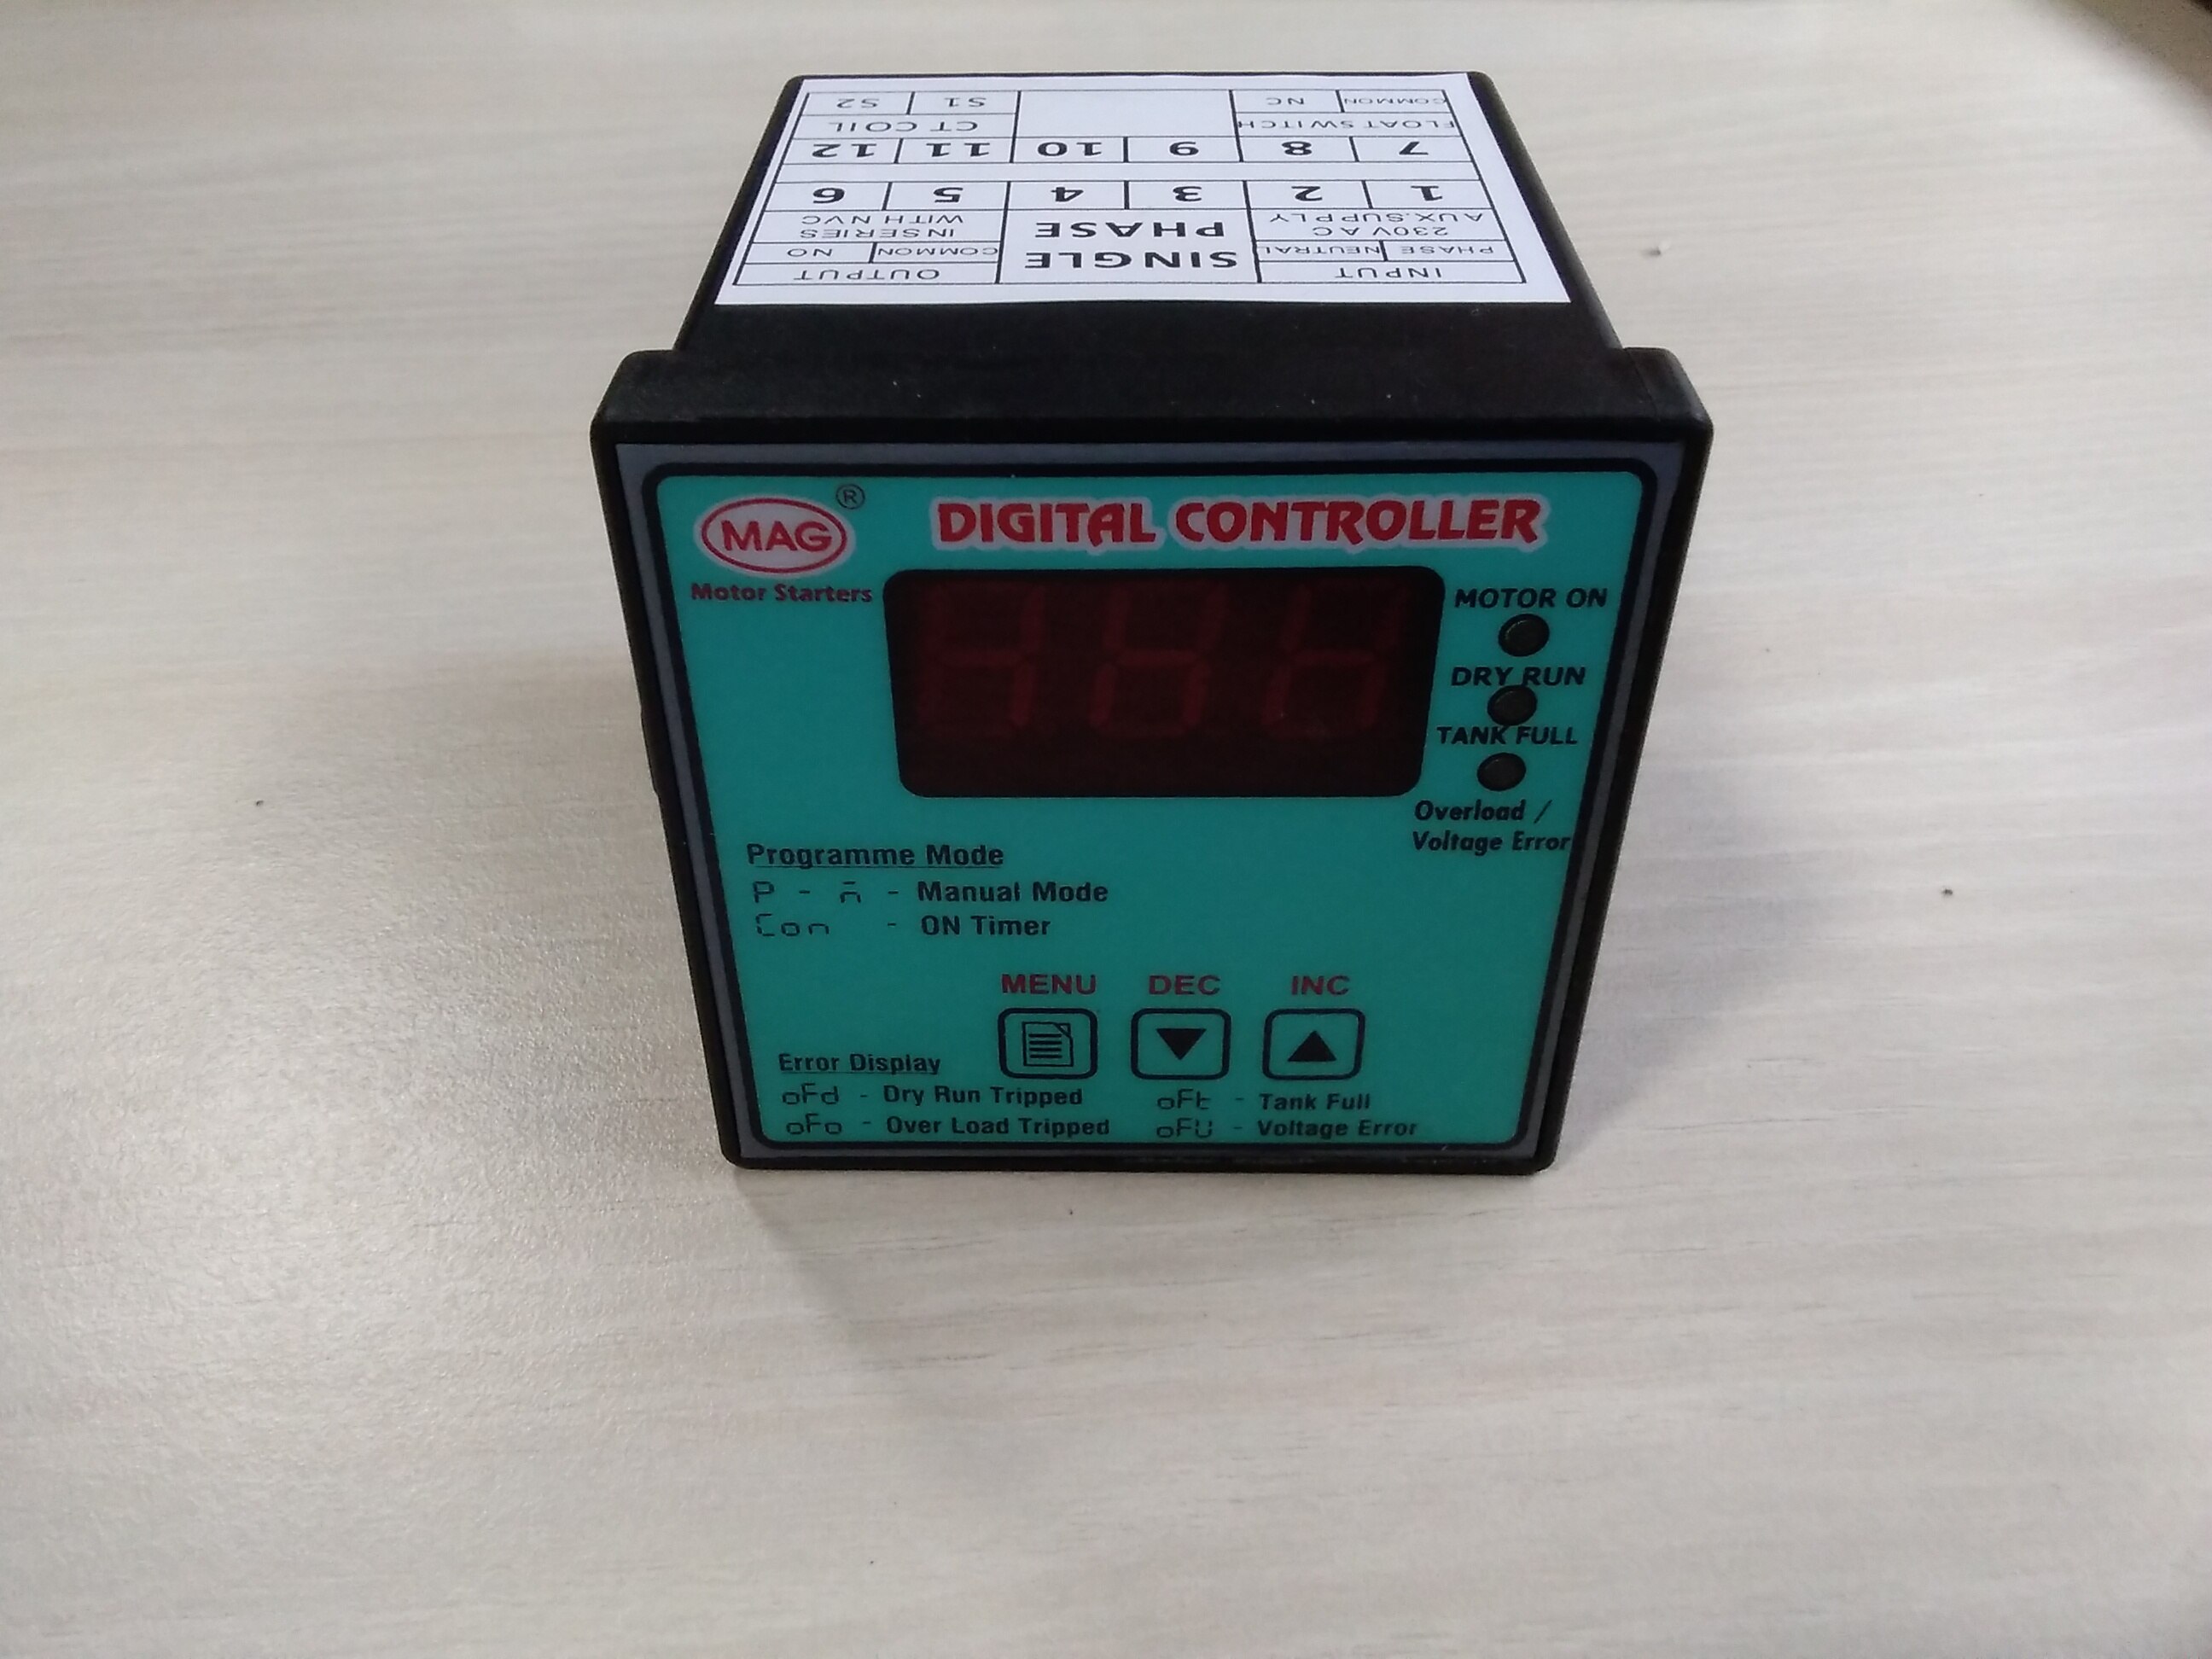 S2 S1 NC COMMON
CT COIL FLOAT SWITCH
12 11 10 9 8 7
6 5 4 3 2 1
WITH NVC AUX.SUPPLY
INSERIES PHASE 230V AC
NO COMMON SINGLE NEUTRAL PHASE
OUTPUT INPUT
MAG ®
Motor Starters
DIGITAL CONTROLLER
MOTOR ON
DRY RUN
TANK FULL
Overload /
Voltage Error
Programme Mode
P - n̄ - Manual Mode
Con - ON Timer
MENU DEC INC
Error Display
oFd - Dry Run Tripped oFt - Tank Full
oFo - Over Load Tripped oFU - Voltage Error